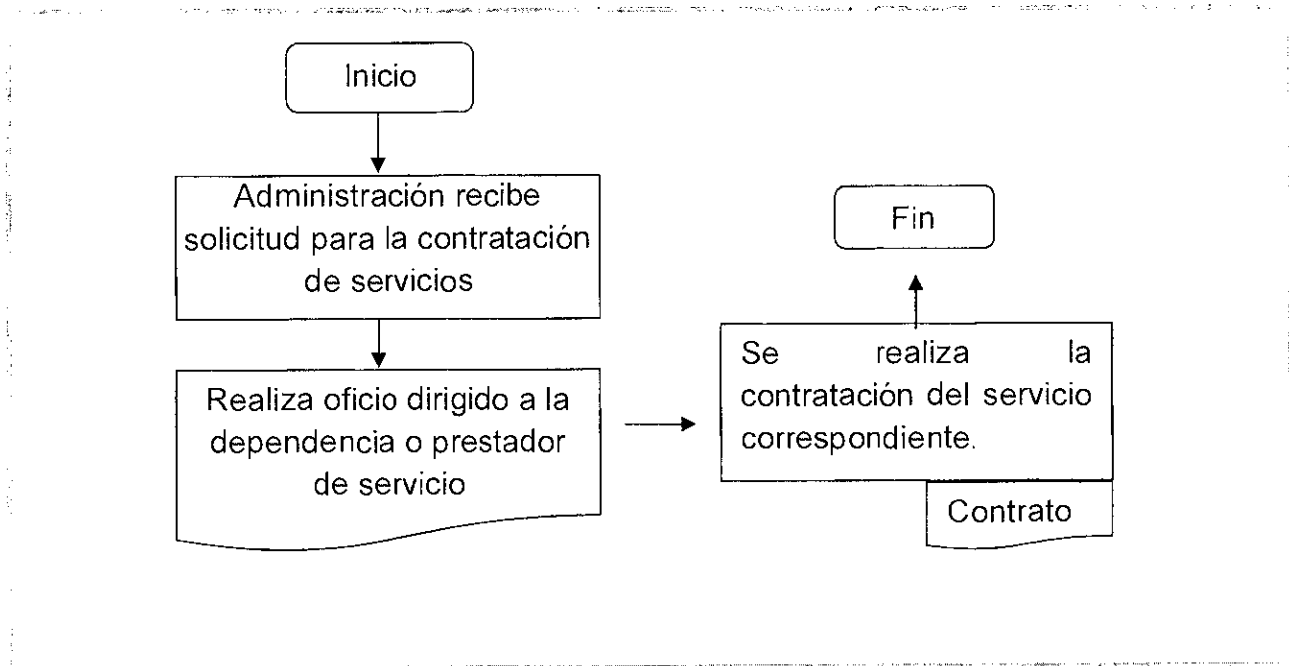 Inicio
Administración recibe
solicitud para la contratación
de servicios
Realiza oficio dirigido a la
dependencia o prestador
de servicio
Se realiza la
contratación del servicio
correspondiente.
Contrato
Fin